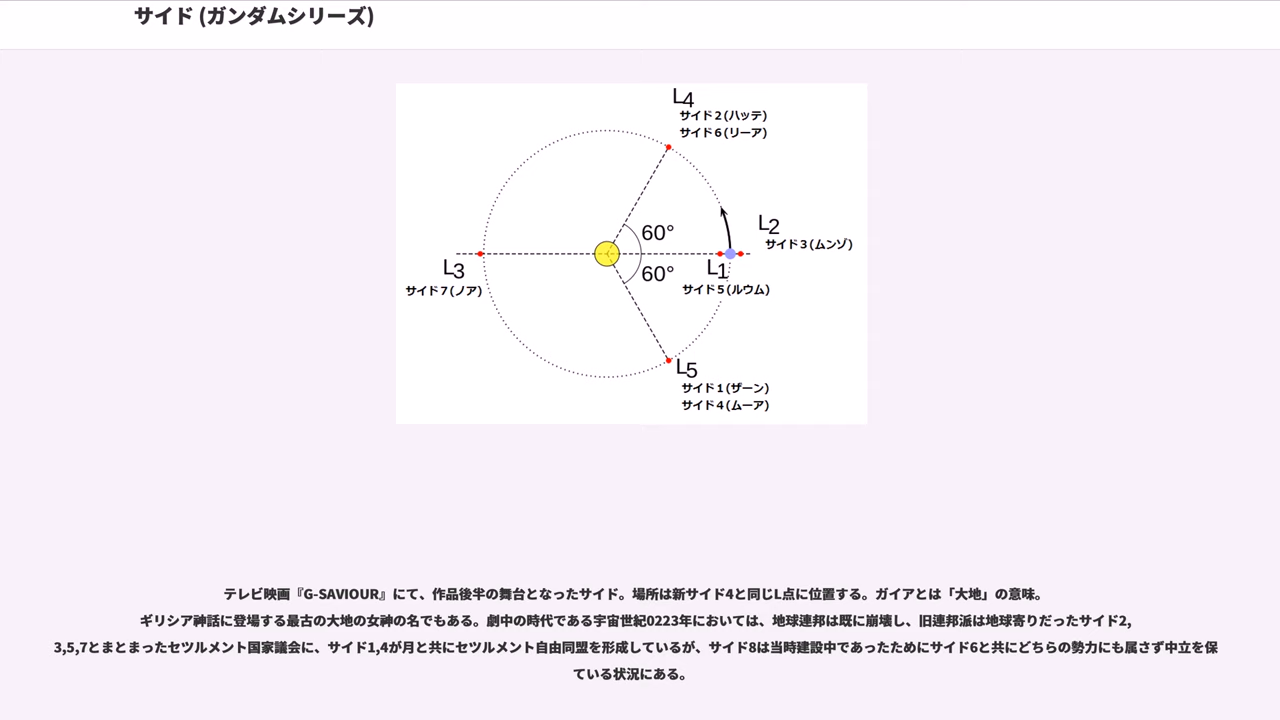 サイド (ガンダムシリーズ)
L4
サイド2(ハッテ)
サイド6(リーア)
60°
L2
サイド3(ムンゾ)
L3
サイド7(ノア)
L1
60°
サイド5(ルウム)
L5
サイド1(ザーン)
サイド4(ムーア)
テレビ映画『G-SAVIOUR』にて、作品後半の舞台となったサイド。場所は新サイド4と同じL点に位置する。ガイアとは「大地」の意味。
ギリシア神話に登場する最古の大地の女神の名でもある。劇中の時代である宇宙世紀0223年においては、地球連邦は既に崩壊し、旧連邦派は地球寄りだったサイド2,
3,5,7とまとまったセツルメント国家議会に、サイド1,4が月と共にセツルメント自由同盟を形成しているが、サイド8は当時建設中であったためにサイド6と共にどちらの勢力にも属さず中立を保
ている状況にある。